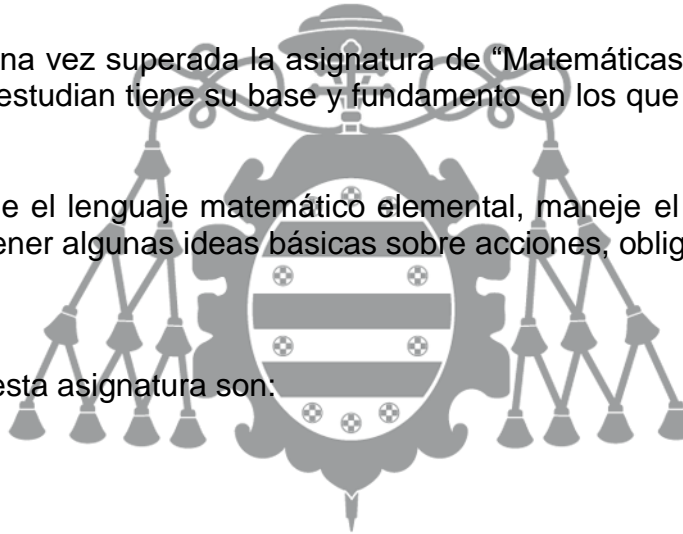 na vez superada la asignatura de “Matemáticas
estudian tiene su base y fundamento en los que
e el lenguaje matemático elemental, maneje el
ener algunas ideas básicas sobre acciones, oblig
esta asignatura son: